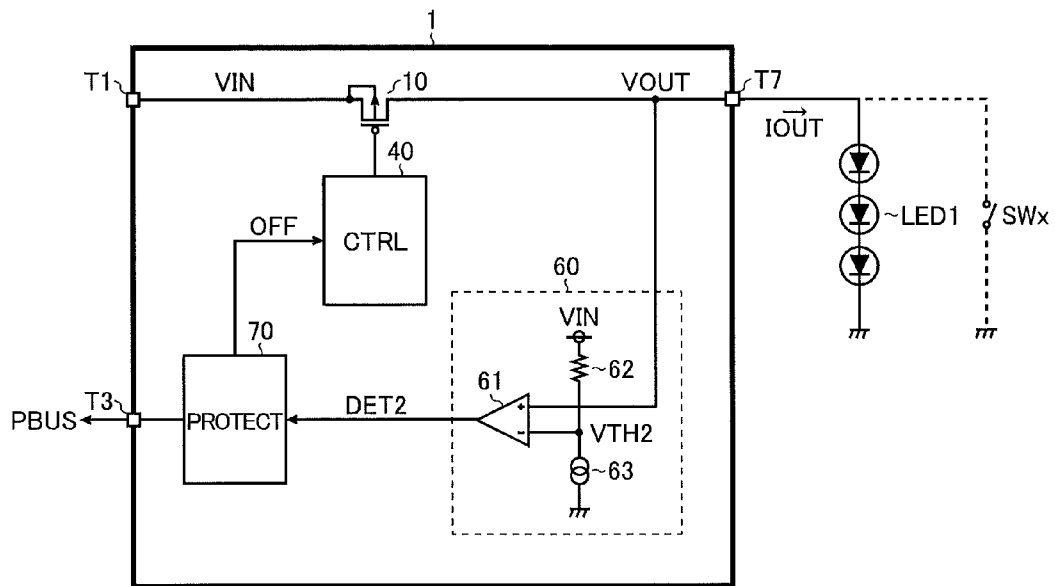 1
T1
VIN
10
VOUT
T7
IOUT
40
CTRL
OFF
LED1
SWx
60
VIN
70
62
61
T3
PBUS
PROTECT
DET2
+
-
VTH2
63